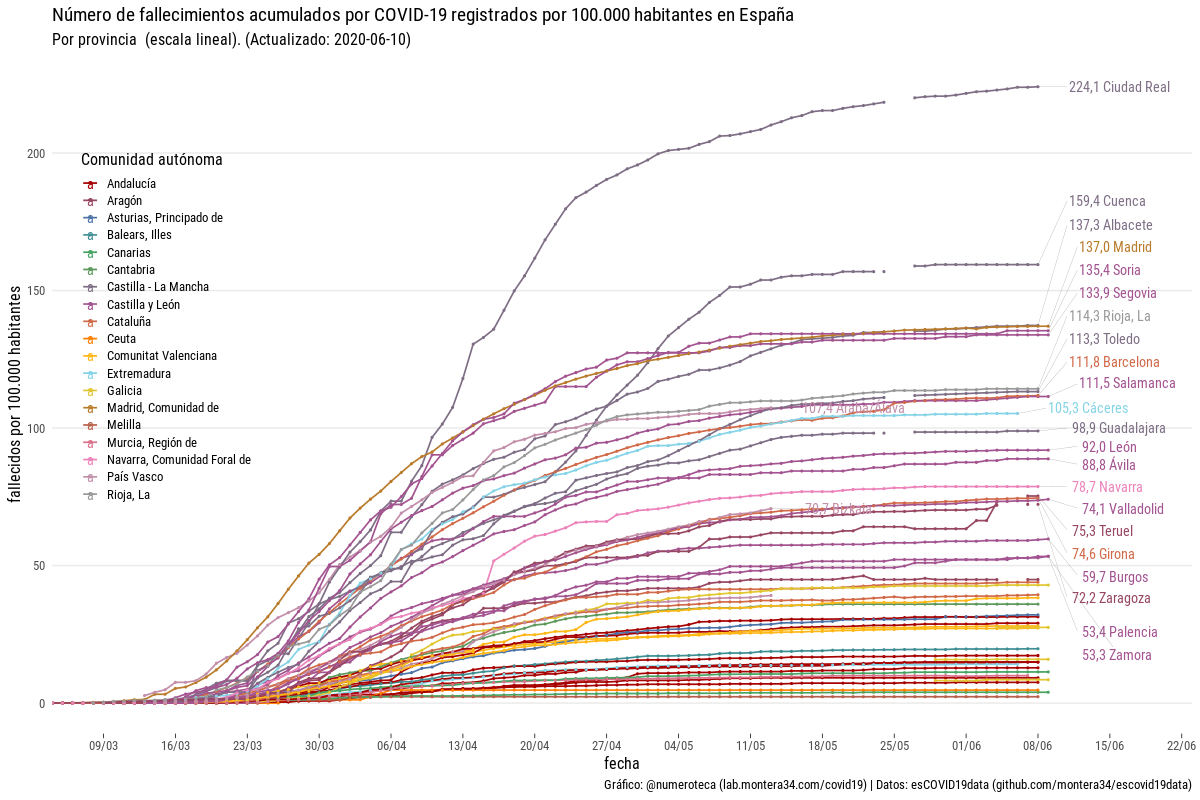 Número de fallecimientos acumulados por COVID-19 registrados por 100.000 habitantes en España
Por provincia (escala lineal). (Actualizado: 2020-06-10)
fallecidos por 100.000 habitantes
200
150
100
50
0
Comunidad autónoma
Andalucía
Aragón
Asturias, Principado de
Balears, Illes
Canarias
Cantabria
Castilla - La Mancha
Castilla y León
Cataluña
Ceuta
Comunitat Valenciana
Extremadura
Galicia
Madrid, Comunidad de
Melilla
Murcia, Región de
Navarra, Comunidad Foral de
País Vasco
Rioja, La
224,1 Ciudad Real
159,4 Cuenca
137,3 Albacete
137,0 Madrid
135,4 Soria
133,9 Segovia
114,3 Rioja, La
113,3 Toledo
111,8 Barcelona
111,5 Salamanca
107,4 Araba/Álava
105,3 Cáceres
98,9 Guadalajara
92,0 León
88,8 Ávila
78,7 Navarra
70,7 Bizkaia
74,1 Valladolid
75,3 Teruel
74,6 Girona
59,7 Burgos
72,2 Zaragoza
53,4 Palencia
53,3 Zamora
09/03
16/03
23/03
30/03
06/04
13/04
20/04
27/04
04/05
11/05
18/05
25/05
01/06
08/06
15/06
22/06
fecha
Gráfico: @numeroteca (lab.montera34.com/covid19) | Datos: esCOVID19data (github.com/montera34/escovid19data)